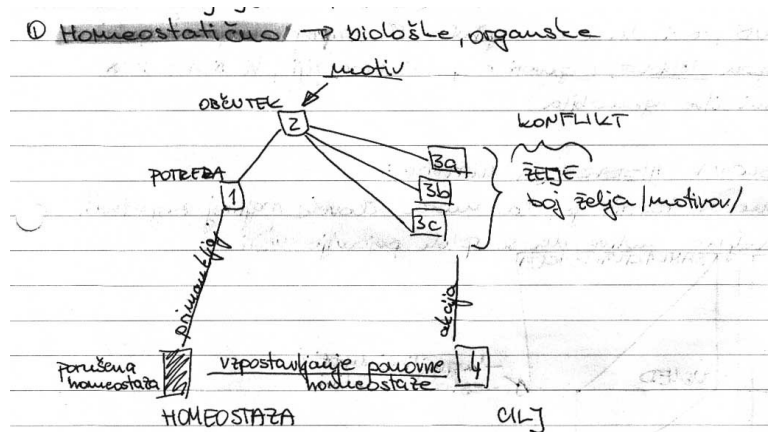 ① Homeostatično → biološke, organske
motiv
OBČUTEK
2
KONFLIKT
3a
ŽELJE
POTREBA
1
3b
boj želja/motivov/
3c
primanjkljaj
akcija
porušena
homeostaza
vzpostavljanje ponovne
homeostaze
4
HOMEOSTAZA
CILJ